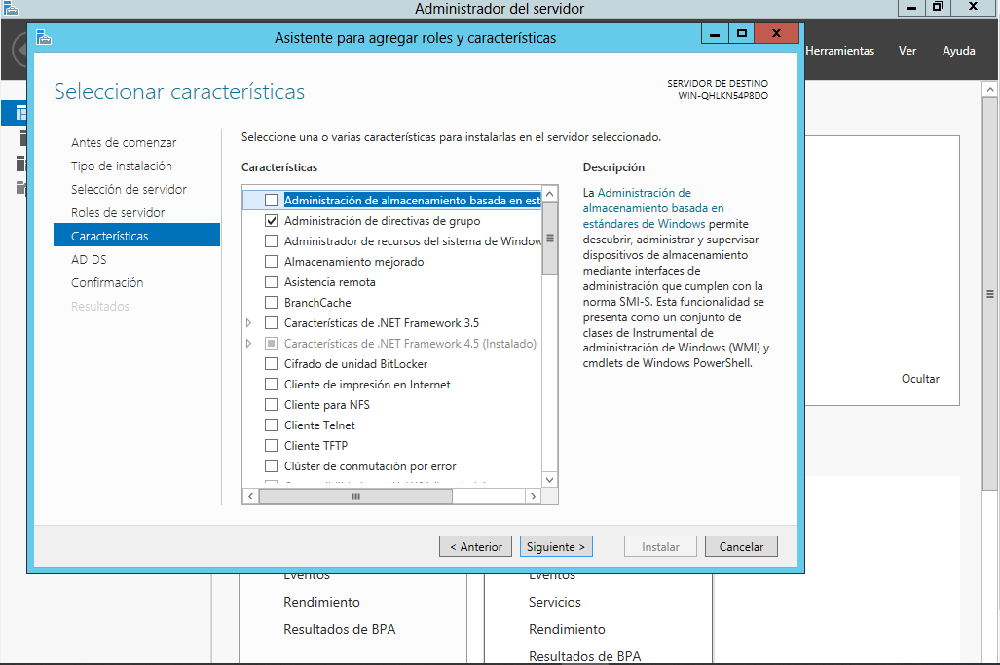 Administrador del servidor
Asistente para agregar roles y características
Herramientas
Ver
Ayuda
Seleccionar características
SERVIDOR DE DESTINO
WIN-QHLKN54P8DO
Antes de comenzar
Tipo de instalación
Selección de servidor
Roles de servidor
Características
AD DS
Confirmación
Resultados
Seleccione una o varias características para instalarlas en el servidor seleccionado.
Características
Administración de almacenamiento basada en est
Administración de directivas de grupo
Administrador de recursos del sistema de Window
Almacenamiento mejorado
Asistencia remota
BranchCache
Características de .NET Framework 3.5
Características de .NET Framework 4.5 (Instalado)
Cifrado de unidad BitLocker
Cliente de impresión en Internet
Cliente para NFS
Cliente Telnet
Cliente TFTP
Clúster de conmutación por error
Descripción
La Administración de
almacenamiento basada en
estándares de Windows permite
descubrir, administrar y supervisar
dispositivos de almacenamiento
mediante interfaces de
administración que cumplen con la
norma SMI-S. Esta funcionalidad se
presenta como un conjunto de
clases de Instrumental de
administración de Windows (WMI) y
cmdlets de Windows PowerShell.
Ocultar
< Anterior
Siguiente >
Instalar
Cancelar
Eventos
Rendimiento
Resultados de BPA
Eventos
Servicios
Rendimiento
Resultados de BPA